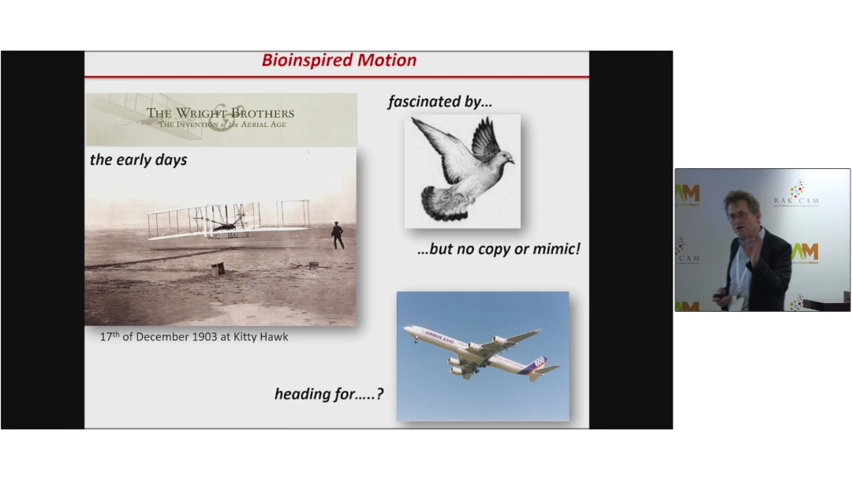 Bioinspired Motion
THE WRIGHT BROTHERS
THE INVENTION of the AERIAL AGE
fascinated by...
the early days
...but no copy or mimic!
17th of December 1903 at Kitty Hawk
heading for.....?
RAK CAM
AM